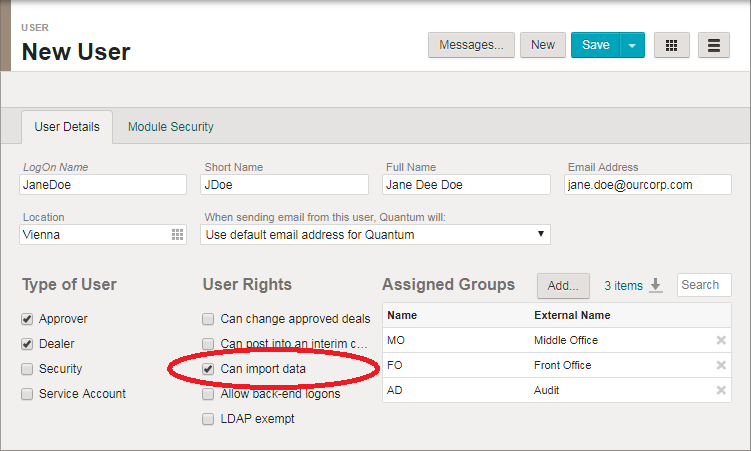 USER
New User
Messages... New Save
User Details Module Security
LogOn Name Short Name Full Name Email Address
JaneDoe JDoe Jane Dee Doe jane.doe@ourcorp.com
Location When sending email from this user, Quantum will:
Vienna Use default email address for Quantum
Type of User User Rights Assigned Groups Add... 3 items Search
Approver Can change approved deals Name External Name
Dealer Can post into an interim c... MO Middle Office
Security Can import data FO Front Office
Service Account Allow back-end logons AD Audit
LDAP exempt